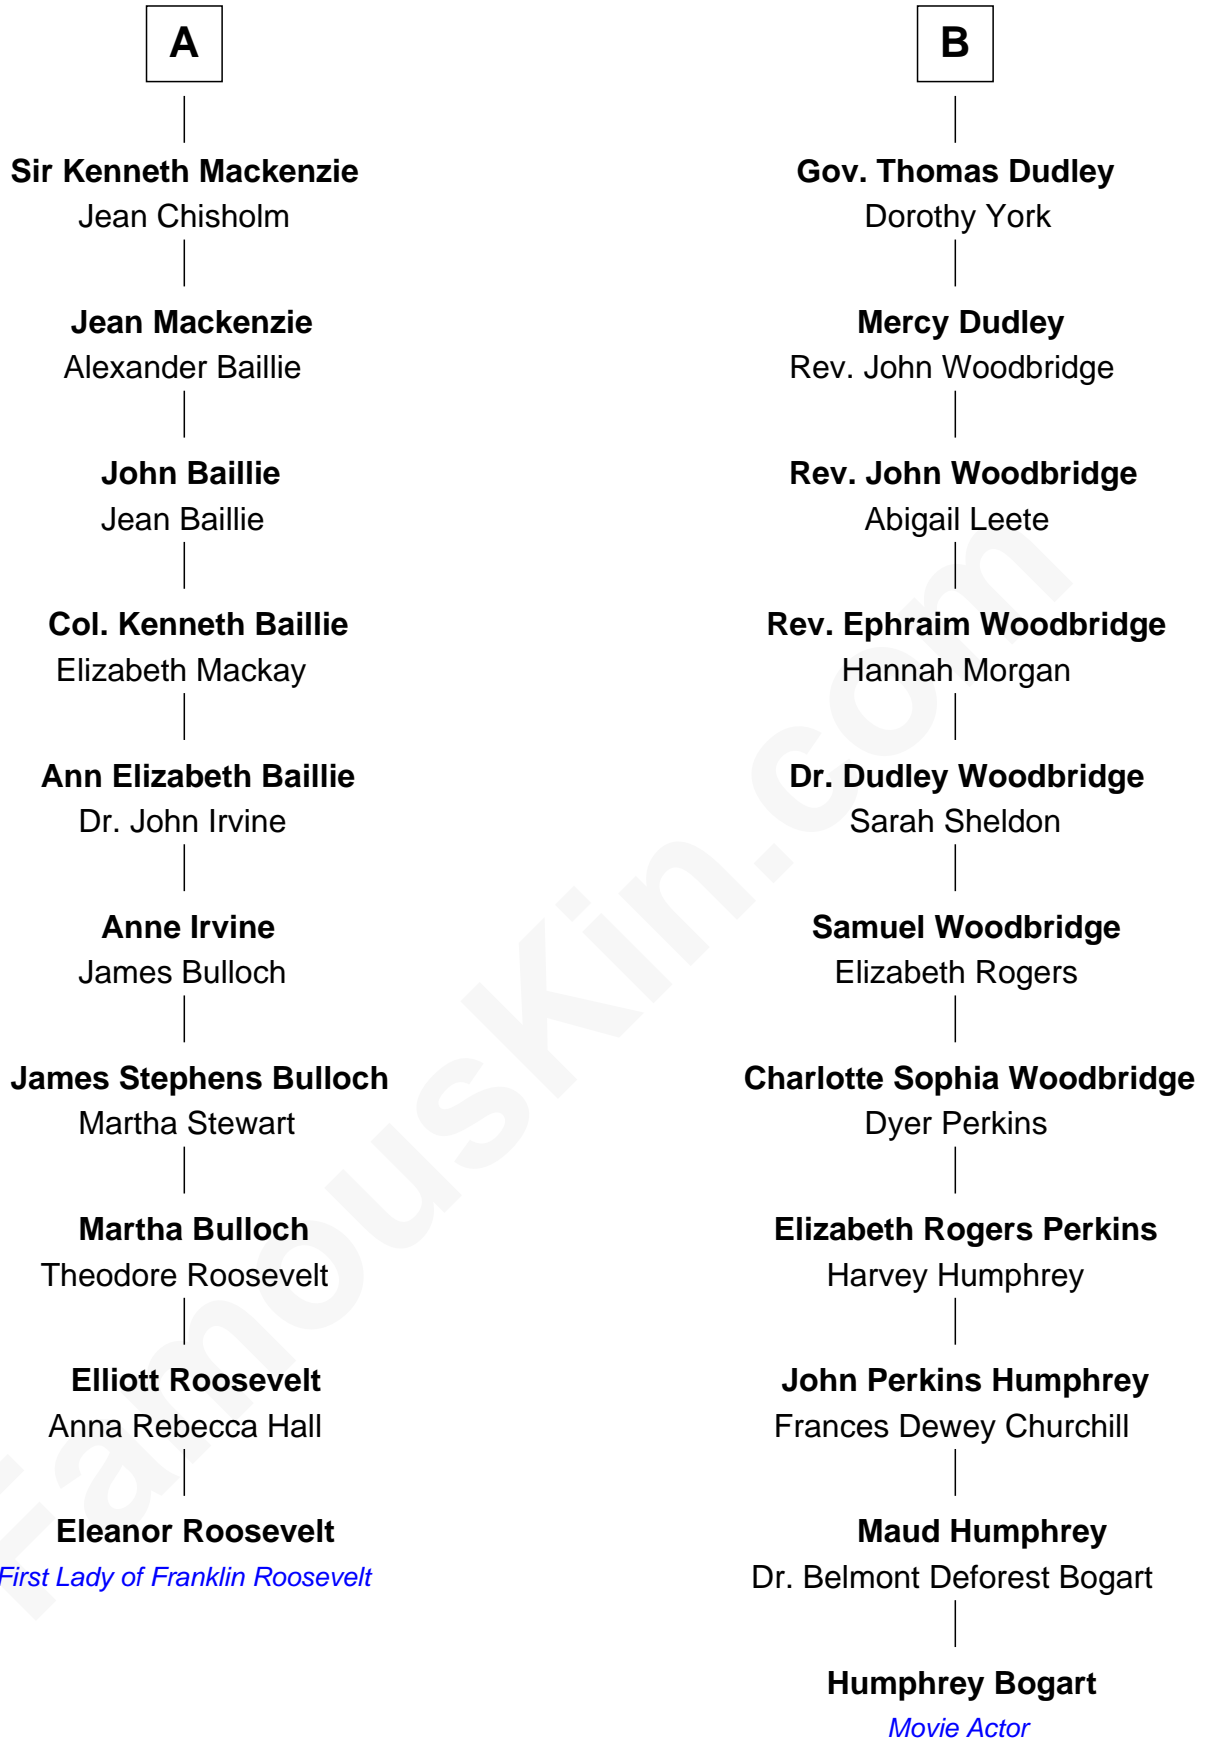 A
Sir Kenneth Mackenzie
Jean Chisholm
Jean Mackenzie
Alexander Baillie
John Baillie
Jean Baillie
Col. Kenneth Baillie
Elizabeth Mackay
Ann Elizabeth Baillie
Dr. John Irvine
Anne Irvine
James Bulloch
James Stephens Bulloch
Martha Stewart
Martha Bulloch
Theodore Roosevelt
Elliott Roosevelt
Anna Rebecca Hall
Eleanor Roosevelt
First Lady of Franklin Roosevelt
B
Gov. Thomas Dudley
Dorothy York
Mercy Dudley
Rev. John Woodbridge
Rev. John Woodbridge
Abigail Leete
Rev. Ephraim Woodbridge
Hannah Morgan
Dr. Dudley Woodbridge
Sarah Sheldon
Samuel Woodbridge
Elizabeth Rogers
Charlotte Sophia Woodbridge
Dyer Perkins
Elizabeth Rogers Perkins
Harvey Humphrey
John Perkins Humphrey
Frances Dewey Churchill
Maud Humphrey
Dr. Belmont Deforest Bogart
Humphrey Bogart
Movie Actor
FamousKin.com